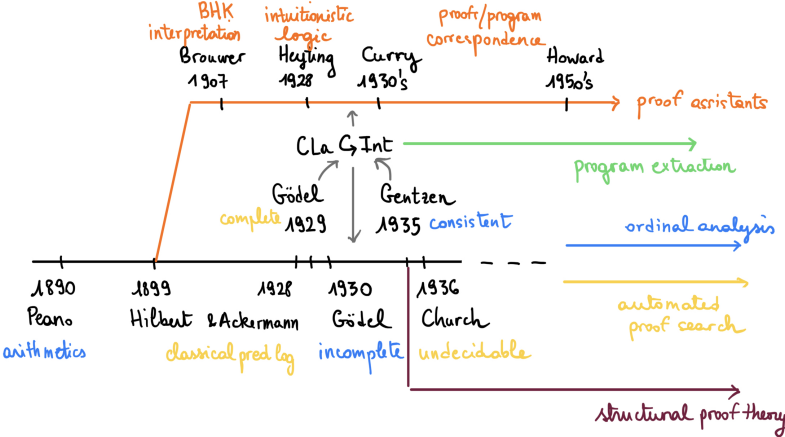 BHK
interpretation
intuitionistic
logic
proofs/program
correspondence
Brouwer
1907
Heyting
1928
Curry
1930's
Howard
1950's
proof assistants
CLa ↪ Int
program extraction
Gödel
complete 1929
Gentzen
1935 consistent
ordinal analysis
1890
1899
1928
1930
1936
Peano
Hilbert & Ackermann
Gödel
Church
arithmetics
classical pred log
incomplete
undecidable
automated
proof search
structural proof theory